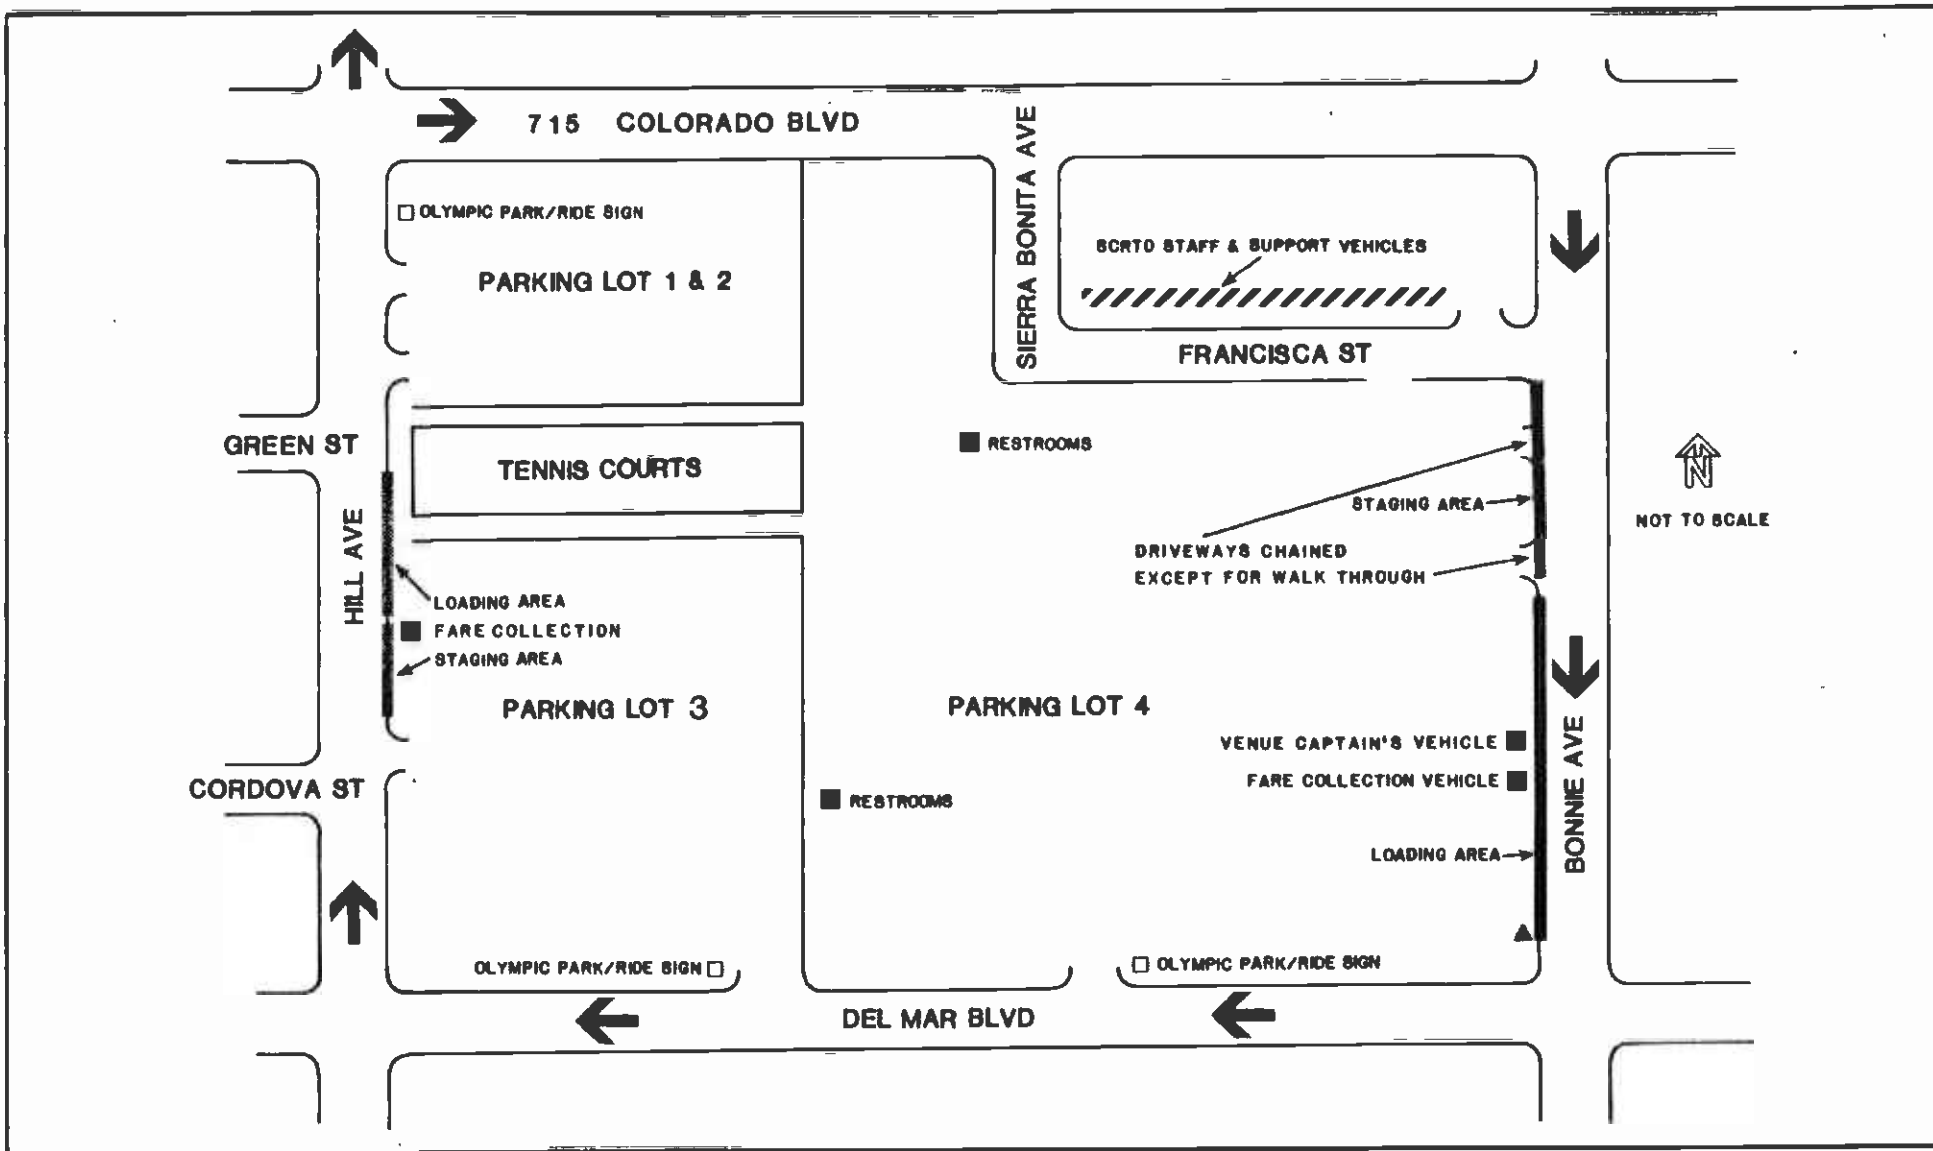 715 COLORADO BLVD
SIERRA BONITA AVE
OLYMPIC PARK/RIDE SIGN
SCRTD STAFF & SUPPORT VEHICLES
PARKING LOT 1 & 2
FRANCISCA ST
GREEN ST
RESTROOMS
TENNIS COURTS
STAGING AREA
N
NOT TO SCALE
HILL AVE
DRIVEWAYS CHAINED
EXCEPT FOR WALK THROUGH
LOADING AREA
FARE COLLECTION
STAGING AREA
PARKING LOT 3
PARKING LOT 4
VENUE CAPTAIN'S VEHICLE
FARE COLLECTION VEHICLE
BONNIE AVE
CORDOVA ST
RESTROOMS
LOADING AREA
OLYMPIC PARK/RIDE SIGN
OLYMPIC PARK/RIDE SIGN
DEL MAR BLVD